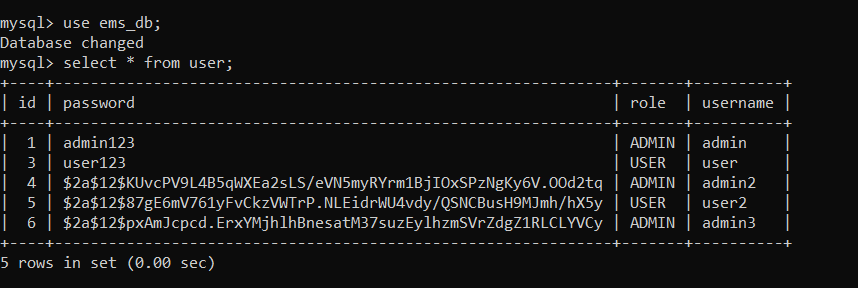 mysql> use ems_db;
Database changed
mysql> select * from user;
+----+--------------------------------------------------------------+-------+----------+
| id | password                                                     | role  | username |
+----+--------------------------------------------------------------+-------+----------+
|  1 | admin123                                                     | ADMIN | admin    |
|  3 | user123                                                      | USER  | user     |
|  4 | $2a$12$KUvcPV9L4B5qWXEa2sLS/eVN5myRYrm1BjIOxSPzNgKy6V.OOd2tq | ADMIN | admin2   |
|  5 | $2a$12$87gE6mV761yFvCkzVWTrP.NLEidrWU4vdy/QSNCBusH9MJmh/hX5y | USER  | user2    |
|  6 | $2a$12$pxAmJcpcd.ErxYMjhlhBnesatM37suzEylhzmSVrZdgZ1RLCLYVCy | ADMIN | admin3   |
+----+--------------------------------------------------------------+-------+----------+
5 rows in set (0.00 sec)